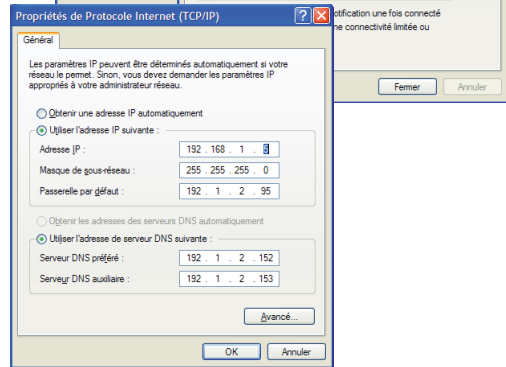 Propriétés de Protocole Internet (TCP/IP)
otification une fois connecté
ne connectivité limitée ou
Fermer
Annuler
Général
Les paramètres IP peuvent être déterminés automatiquement si votre
réseau le permet. Sinon, vous devez demander les paramètres IP
appropriés à votre administrateur réseau.
Obtenir une adresse IP automatiquement
Utiliser l'adresse IP suivante :
Adresse IP : 192 . 168 . 1 .
Masque de sous-réseau : 255 . 255 . 255 . 0
Passerelle par défaut : 192 . 1 . 2 . 95
Obtenir les adresses des serveurs DNS automatiquement
Utiliser l'adresse de serveur DNS suivante :
Serveur DNS préféré : 192 . 1 . 2 . 152
Serveur DNS auxiliaire : 192 . 1 . 2 . 153
Avancé...
OK
Annuler